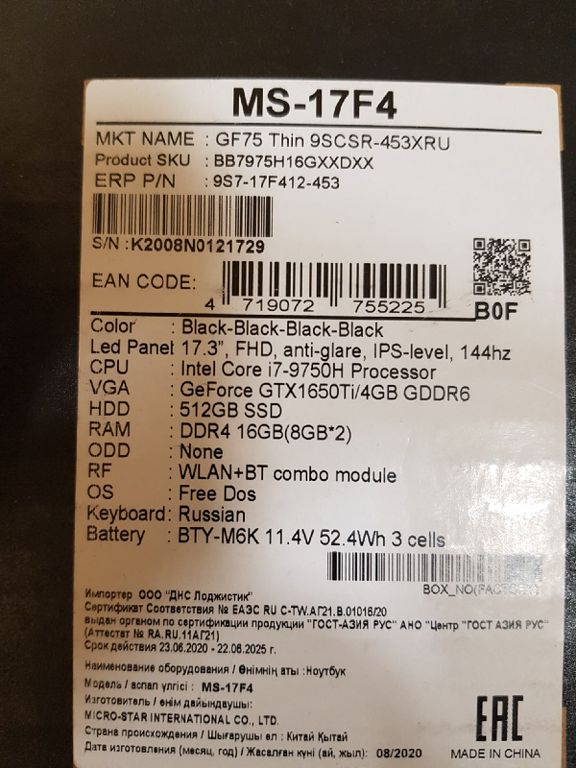 MS-17F4
MKT NAME : GF75 Thin 9SCSR-453XRU
Product SKU : BB7975H16GXXDXX
ERP P/N : 9S7-17F412-453
S/N : K2008N0121729
EAN CODE:
4 719072 755225
B0F
Color : Black-Black-Black-Black
Led Panel 17.3", FHD, anti-glare, IPS-level, 144hz
CPU : Intel Core i7-9750H Processor
VGA : GeForce GTX1650Ti/4GB GDDR6
HDD : 512GB SSD
RAM : DDR4 16GB(8GB*2)
ODD : None
RF : WLAN+BT combo module
OS : Free Dos
Keyboard: Russian
Battery : BTY-M6K 11.4V 52.4Wh 3 cells
BOX_NO(FACTORY)
Импортер ООО "ДНС Лоджистик"
Сертификат Соответствия № ЕАЭС RU C-TW.АГ21.В.01016/20
выдан органом по сертификации продукции "ГОСТ-АЗИЯ РУС" АНО "Центр "ГОСТ АЗИЯ РУС"
(Аттестат № RA.RU.11АГ21)
Срок действия 23.06.2020 - 22.06.2025 г.
Наименование оборудования / Өнімнің аты :Ноутбук
Модель / аспап үлгісі : MS-17F4
Изготовитель / өнім дайындаушы:
MICRO-STAR INTERNATIONAL CO., LTD.
Страна происхождения / Шығарушы ел : Китай Қытай
Дата изготовления (месяц, год) / Жасалған күні (ай, жыл): 08/2020
EAC
MADE IN CHINA